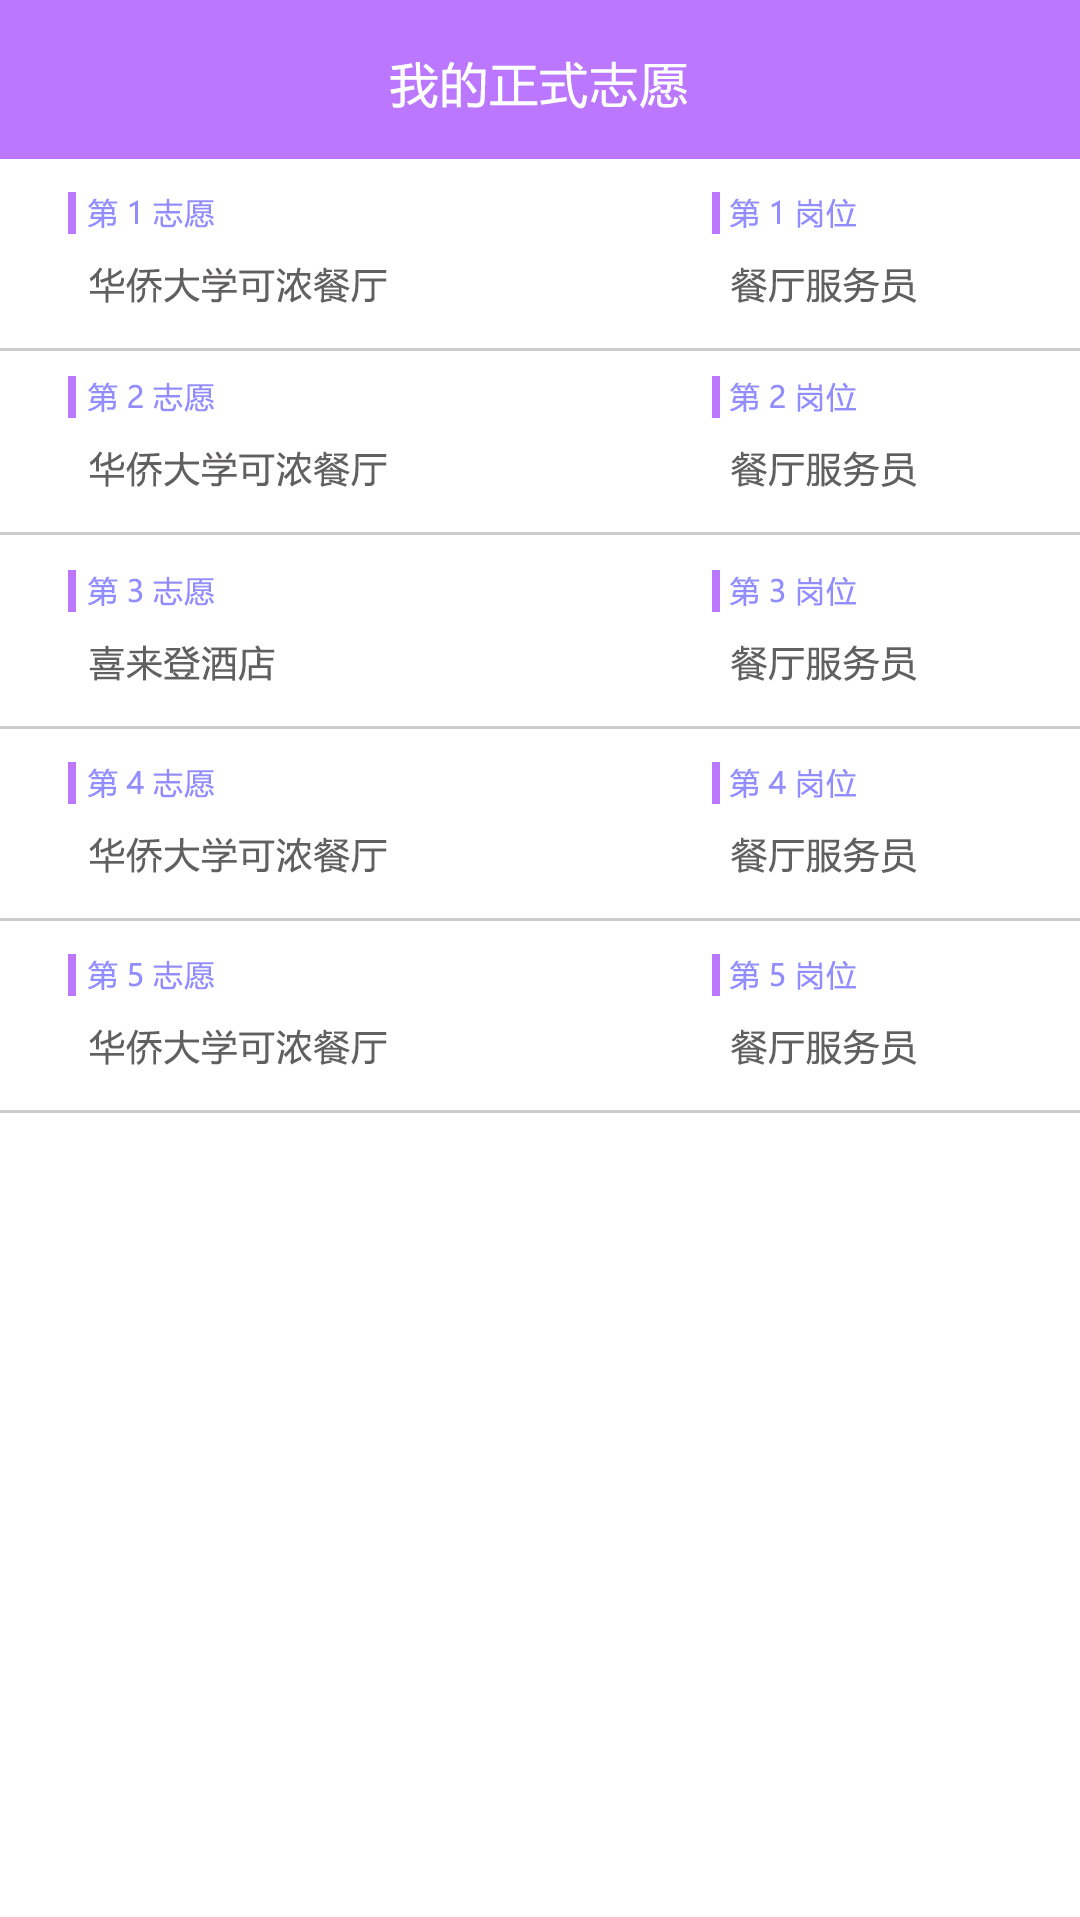 我的正式志愿
第 1 志愿 第 1 岗位
华侨大学可浓餐厅 餐厅服务员
第 2 志愿 第 2 岗位
华侨大学可浓餐厅 餐厅服务员
第 3 志愿 第 3 岗位
喜来登酒店 餐厅服务员
第 4 志愿 第 4 岗位
华侨大学可浓餐厅 餐厅服务员
第 5 志愿 第 5 岗位
华侨大学可浓餐厅 餐厅服务员